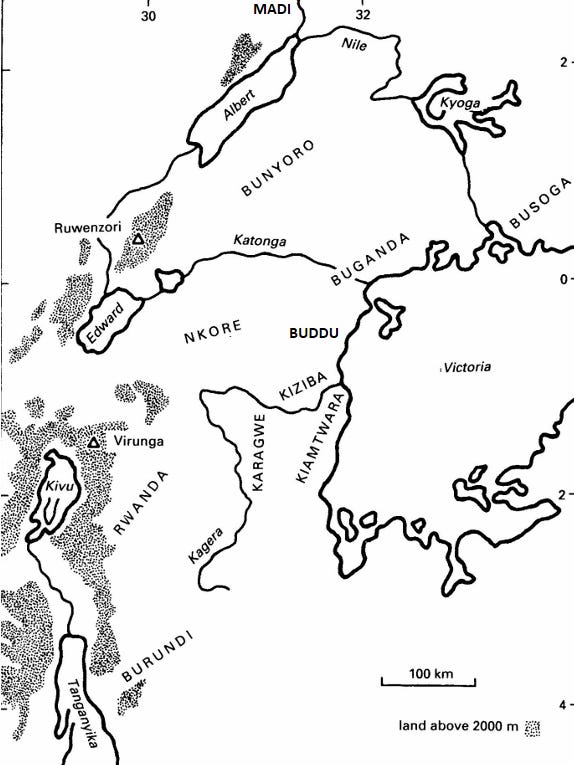 MADI
30
32
Nile
2
Albert
Kyoga
BUNYORO
BUSOGA
Ruwenzori
Katonga
BUGANDA
0
Edward
NKORE
BUDDU
Victoria
KIZIBA
KIAMTWARA
KARAGWE
Virunga
Kivu
RWANDA
2
Kagera
BURUNDI
100 km
Tanganyika
4
land above 2000 m